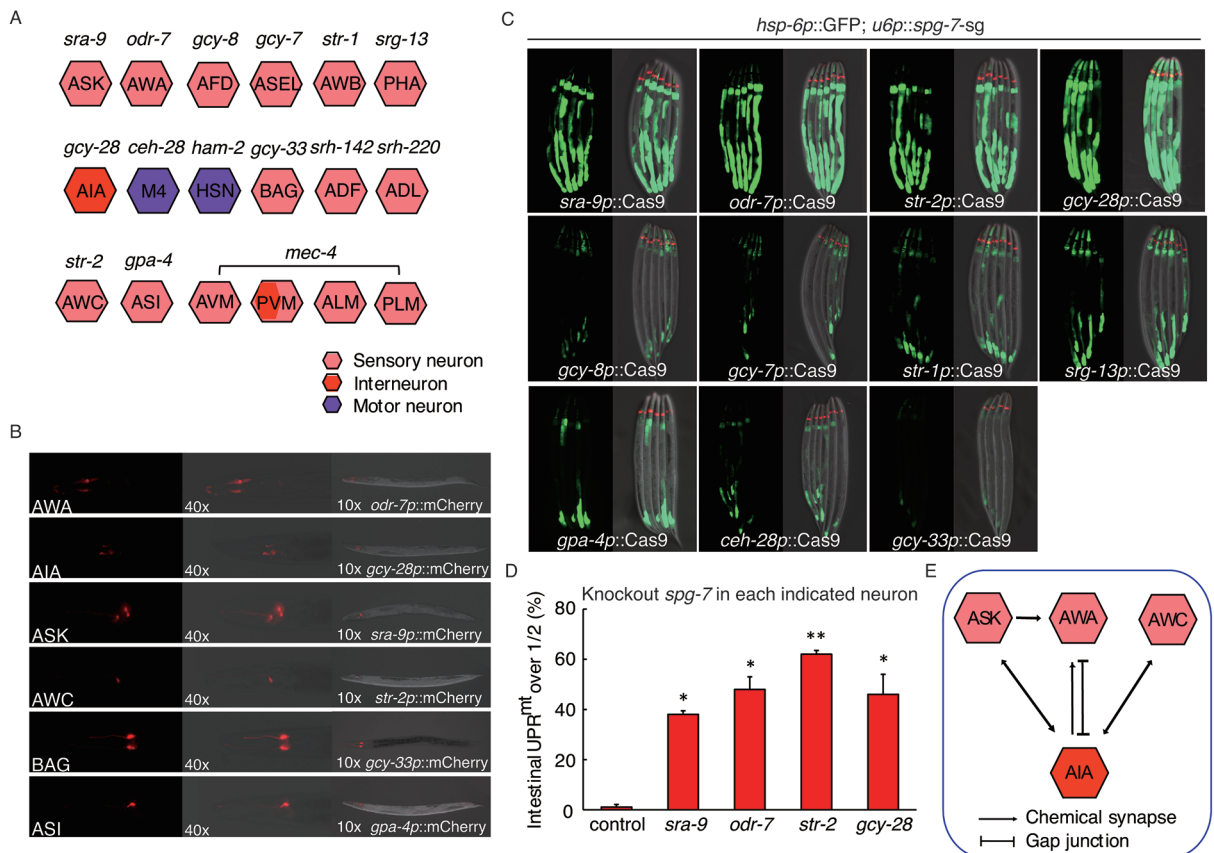 A
sra-9 odr-7 gcy-8 gcy-7 str-1 srg-13
ASK AWA AFD ASEL AWB PHA
gcy-28 ceh-28 ham-2 gcy-33 srh-142 srh-220
AIA M4 HSN BAG ADF ADL
str-2 gpa-4 mec-4
AWC ASI AVM PVM ALM PLM
Sensory neuron
Interneuron
Motor neuron
B
AWA 40x 10x odr-7p::mCherry
AIA 40x 10x gcy-28p::mCherry
ASK 40x 10x sra-9p::mCherry
AWC 40x 10x str-2p::mCherry
BAG 40x 10x gcy-33p::mCherry
ASI 40x 10x gpa-4p::mCherry
C
hsp-6p::GFP; u6p::spg-7-sg
sra-9p::Cas9 odr-7p::Cas9 str-2p::Cas9 gcy-28p::Cas9
gcy-8p::Cas9 gcy-7p::Cas9 str-1p::Cas9 srg-13p::Cas9
gpa-4p::Cas9 ceh-28p::Cas9 gcy-33p::Cas9
D
Knockout spg-7 in each indicated neuron
Intestinal UPRmt over 1/2 (%)
80
60
40
20
0
* * ** *
control sra-9 odr-7 str-2 gcy-28
E
ASK AWA AWC
AIA
Chemical synapse
Gap junction